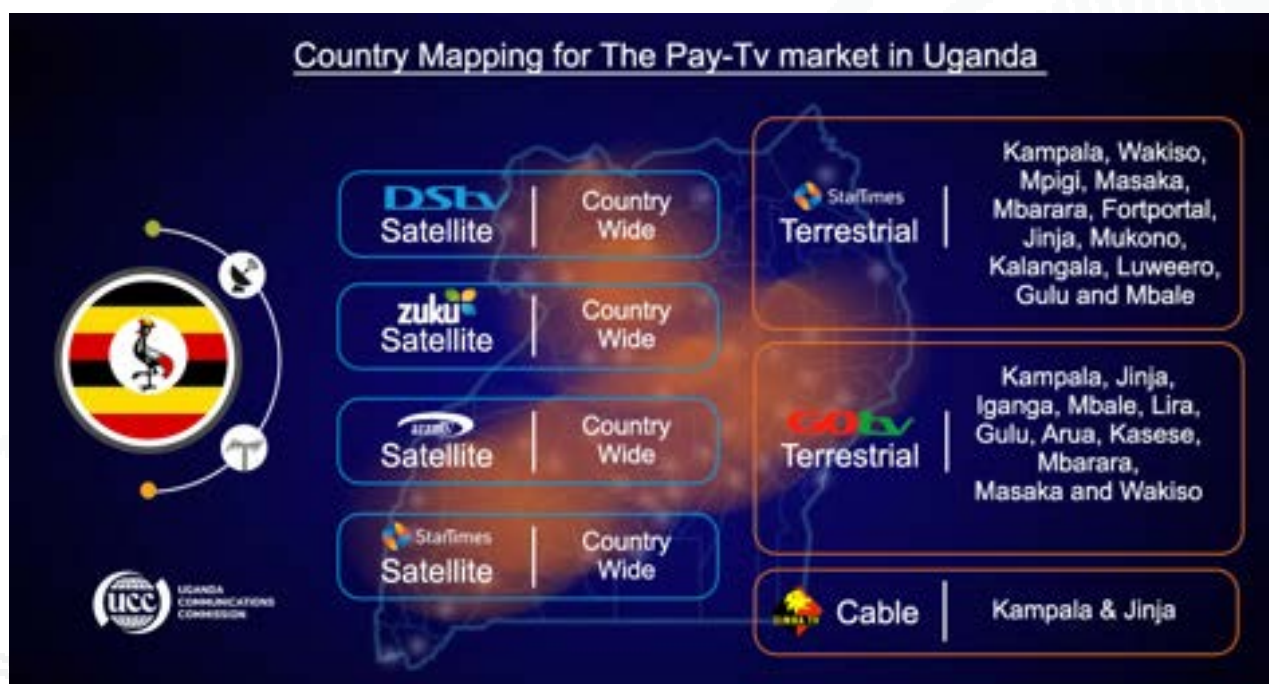 Country Mapping for The Pay-Tv market in Uganda
DStv
Satellite
Country
Wide
zuku
Satellite
Country
Wide
azamtv
Satellite
Country
Wide
StarTimes
Satellite
Country
Wide
StarTimes
Terrestrial
Kampala, Wakiso,
Mpigi, Masaka,
Mbarara, Fortportal,
Jinja, Mukono,
Kalangala, Luweero,
Gulu and Mbale
GOtv
Terrestrial
Kampala, Jinja,
Iganga, Mbale, Lira,
Gulu, Arua, Kasese,
Mbarara,
Masaka and Wakiso
Cable
Kampala & Jinja
UCC
UGANDA
COMMUNICATIONS
COMMISSION